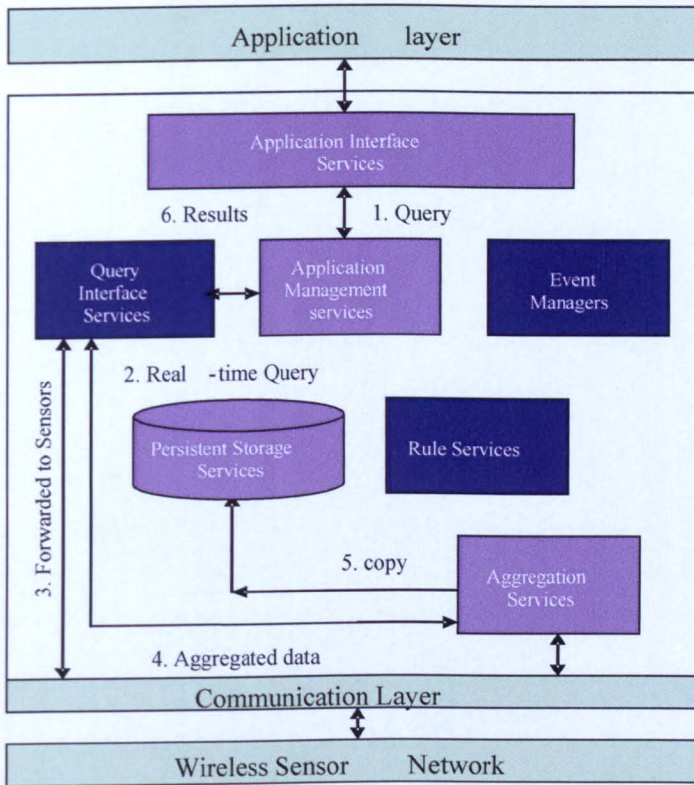 Application layer
Application Interface
Services
6. Results
1. Query
Query
Interface
Services
Application
Management
services
Event
Managers
2. Real -time Query
Persistent Storage
Services
Rule Services
3. Forwarded to Sensors
5. copy
Aggregation
Services
4. Aggregated data
Communication Layer
Wireless Sensor Network